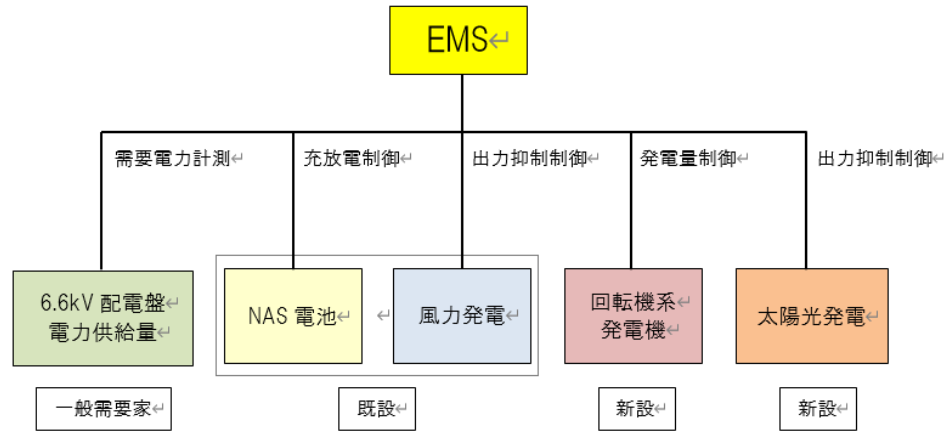 EMS
需要電力計測
充放電制御
出力抑制制御
発電量制御
出力抑制制御
6.6kV 配電盤
電力供給量
NAS 電池
風力発電
回転機系
発電機
太陽光発電
一般需要家
既設
新設
新設